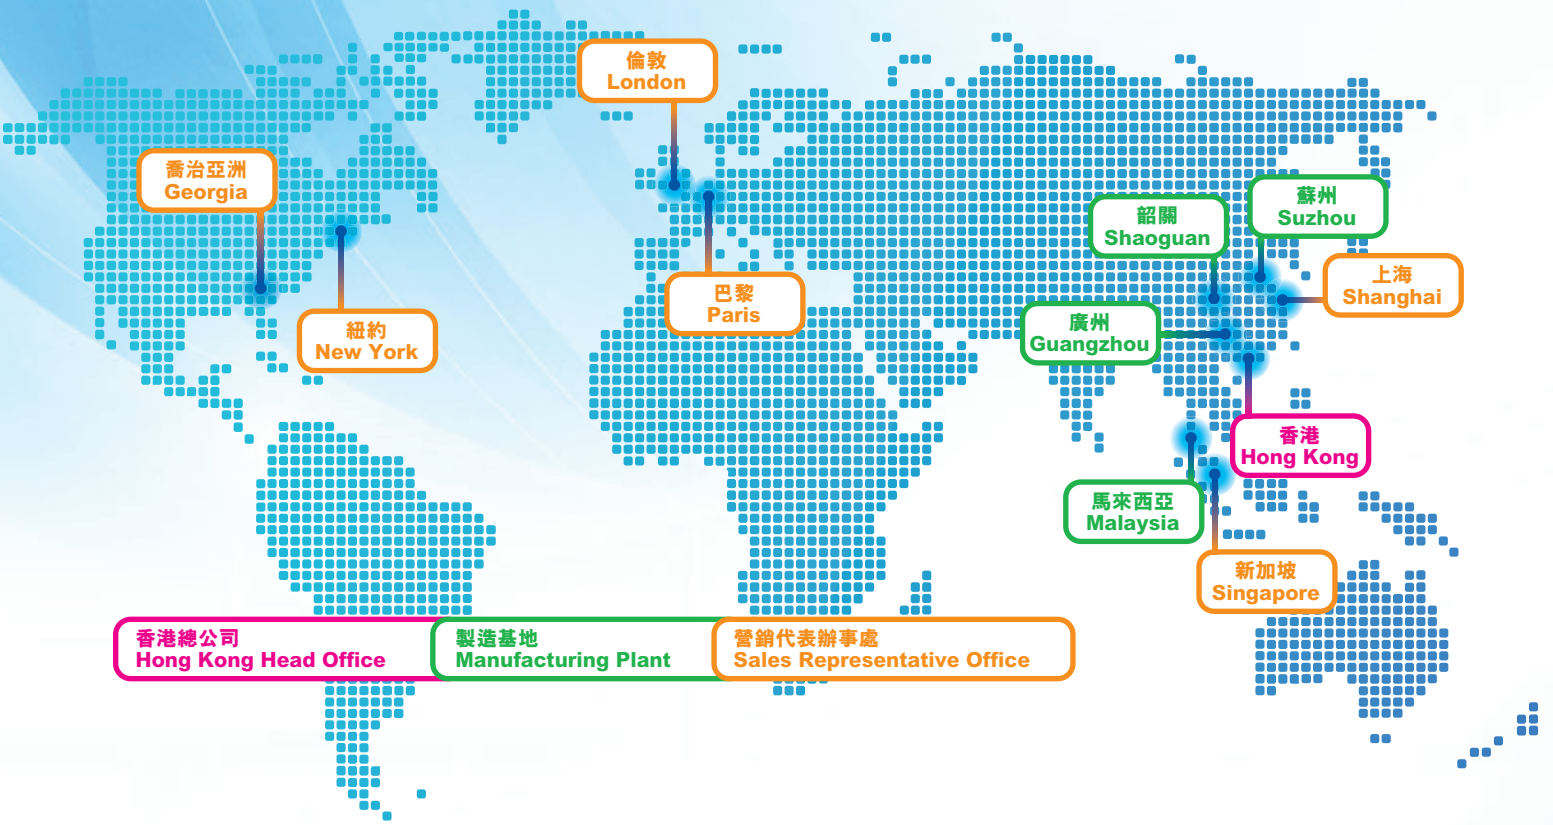 倫敦
London
喬治亞洲
Georgia
蘇州
Suzhou
韶關
Shaoguan
上海
Shanghai
巴黎
Paris
紐約
New York
廣州
Guangzhou
香港
Hong Kong
馬來西亞
Malaysia
新加坡
Singapore
香港總公司
Hong Kong Head Office
製造基地
Manufacturing Plant
營銷代表辦事處
Sales Representative Office